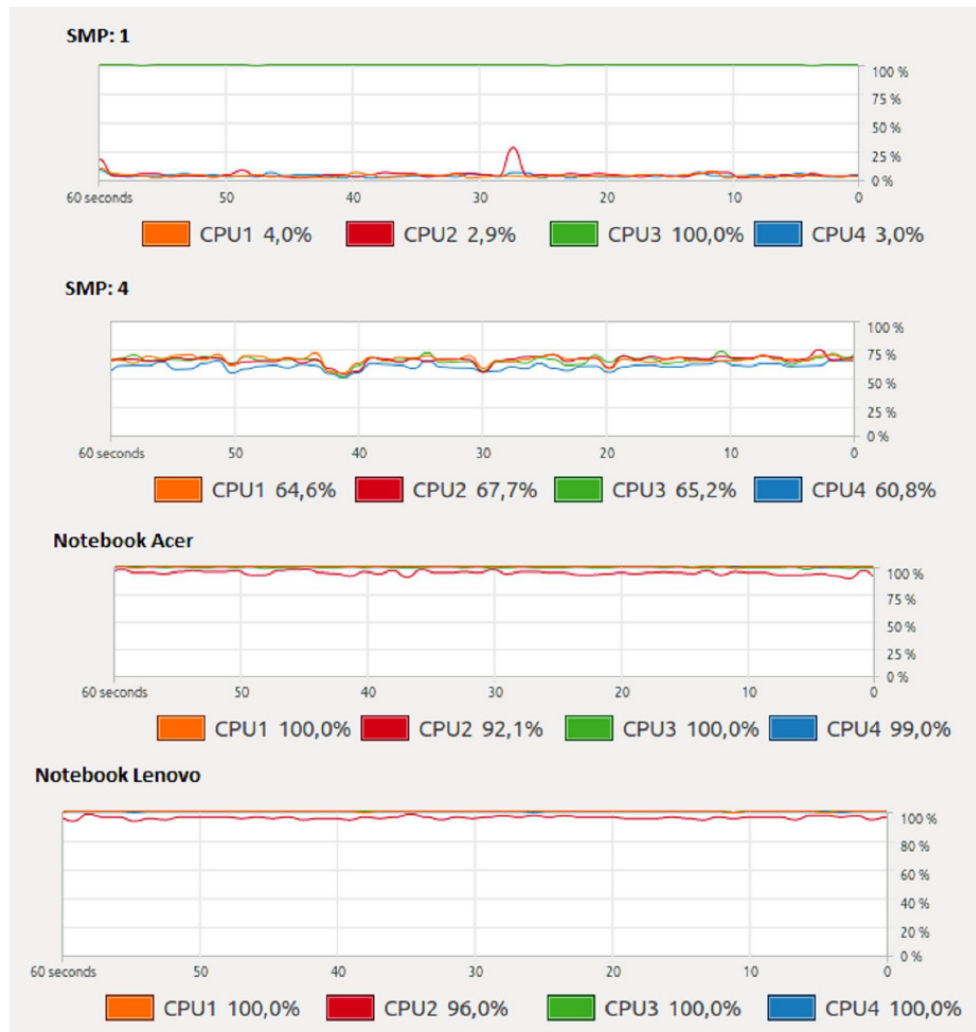 SMP: 1
100 %
75 %
50 %
25 %
0 %
60 seconds 50 40 30 20 10 0
CPU1 4,0% CPU2 2,9% CPU3 100,0% CPU4 3,0%
SMP: 4
100 %
75 %
50 %
25 %
0 %
60 seconds 50 40 30 20 10 0
CPU1 64,6% CPU2 67,7% CPU3 65,2% CPU4 60,8%
Notebook Acer
100 %
75 %
50 %
25 %
0 %
60 seconds 50 40 30 20 10 0
CPU1 100,0% CPU2 92,1% CPU3 100,0% CPU4 99,0%
Notebook Lenovo
100 %
80 %
60 %
40 %
20 %
0 %
60 seconds 50 40 30 20 10 0
CPU1 100,0% CPU2 96,0% CPU3 100,0% CPU4 100,0%